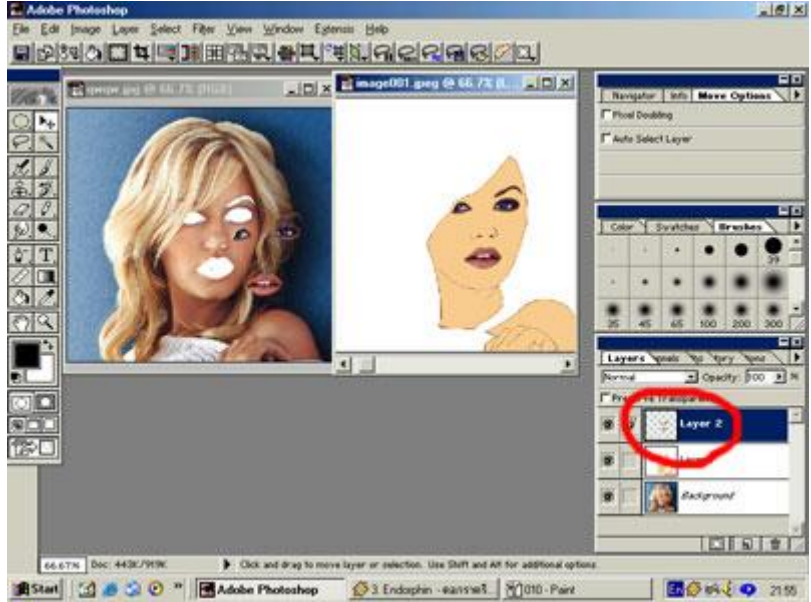 Adobe Photoshop
File Edit Image Layer Select Filter View Window Extensis Help
@ 66.7%
image001.jpeg @ 66.7%
Navigator Info Move Options
Pixel Doubling
Auto Select Layer
Color Swatches Brushes
39
35 45 65 100 200 300
Layers
Normal Opacity: 100 %
Layer 2
Background
66.67% Doc: 443K/919K Click and drag to move layer or selection. Use Shift and Alt for additional options.
Start Adobe Photoshop 3. Endorphin - 010 - Paint 21:55